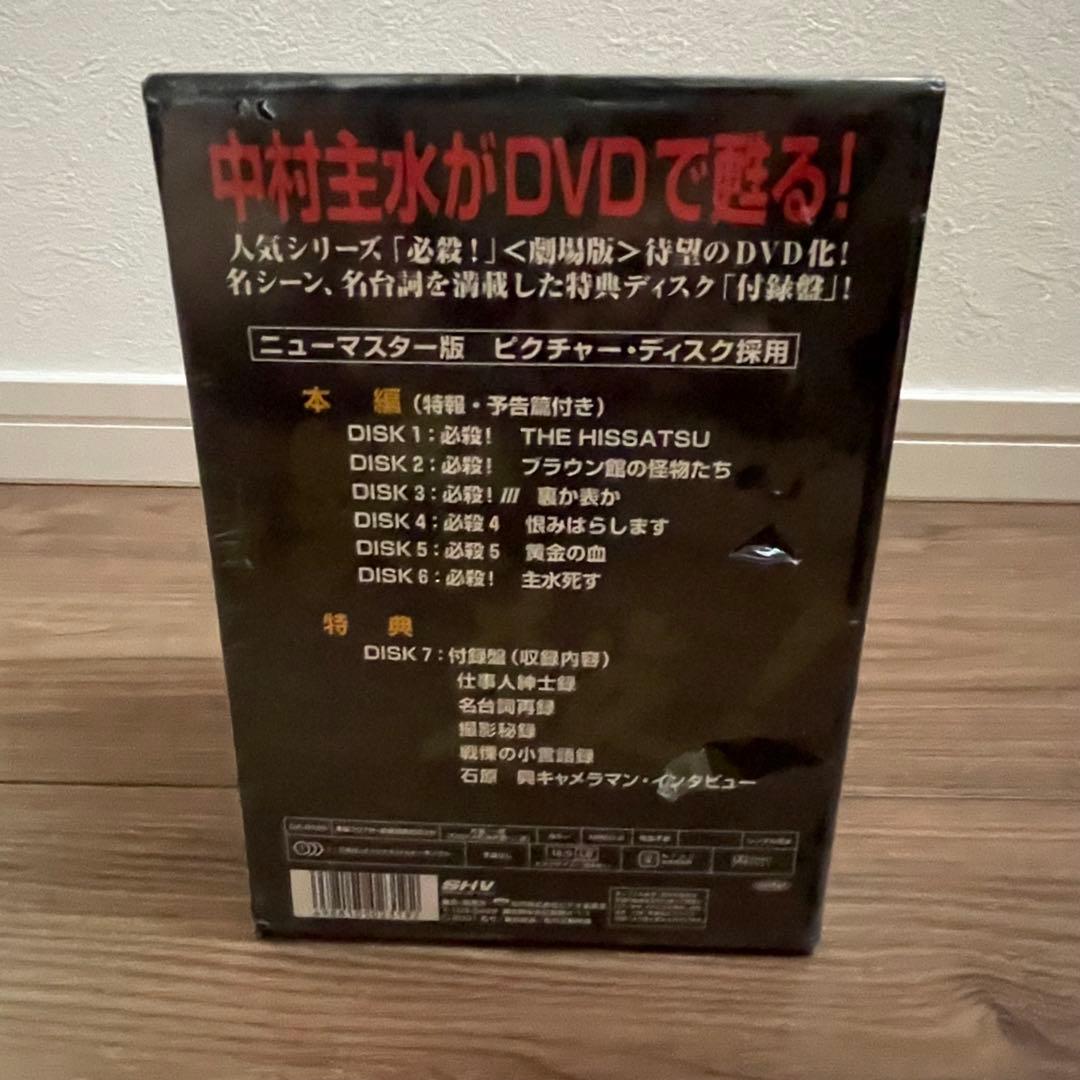 中村主水がDVDで甦る!
人気シリーズ「必殺!」<劇場版>待望のDVD化!
名シーン、名台詞を満載した特典ディスク「付録盤」!
ニューマスター版 ピクチャー・ディスク採用
本 編(特報・予告篇付き)
DISK 1:必殺! THE HISSATSU
DISK 2:必殺! ブラウン館の怪物たち
DISK 3:必殺!III 裏か表か
DISK 4:必殺4 恨みはらします
DISK 5:必殺5 黄金の血
DISK 6:必殺! 主水死す
特 典
DISK 7:付録盤(収録内容)
仕事人紳士録
名台詞再録
撮影秘録
戦慄の小言語録
石原 興キャメラマン・インタビュー
SHV